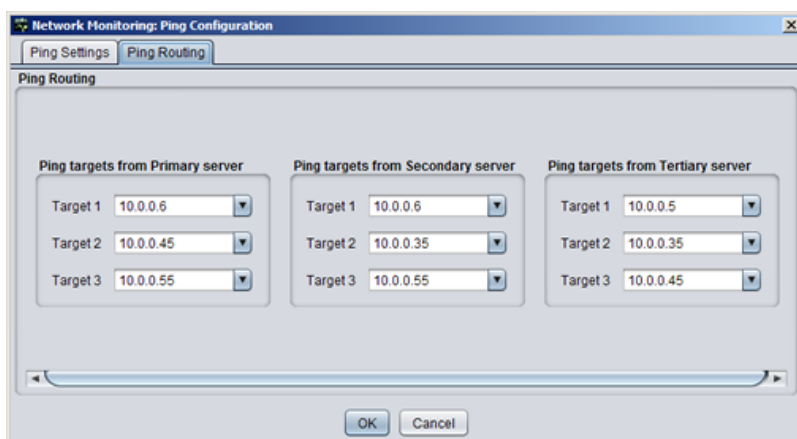 Network Monitoring: Ping Configuration
Ping Settings Ping Routing
Ping Routing
Ping targets from Primary server
Target 1 10.0.0.6
Target 2 10.0.0.45
Target 3 10.0.0.55
Ping targets from Secondary server
Target 1 10.0.0.6
Target 2 10.0.0.35
Target 3 10.0.0.55
Ping targets from Tertiary server
Target 1 10.0.0.5
Target 2 10.0.0.35
Target 3 10.0.0.45
OK Cancel